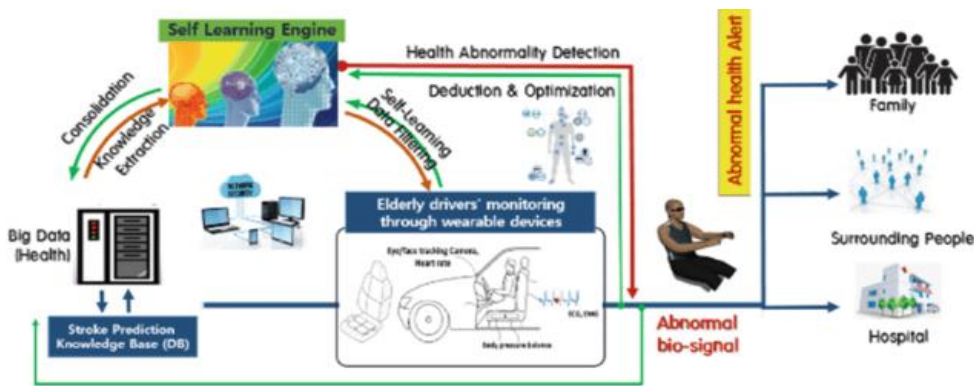 Self Learning Engine
Consolidation
Knowledge
Extraction
Self-Learning
Data Filtering
Health Abnormality Detection
Deduction & Optimization
Abnormal health Alert
Family
Surrounding People
Hospital
Big Data
(Health)
Stroke Prediction
Knowledge Base (DB)
Elderly drivers' monitoring
through wearable devices
Eye/face tracking Camera,
Heart rate
ECG, EMG
Body pressure balance
Abnormal
bio-signal